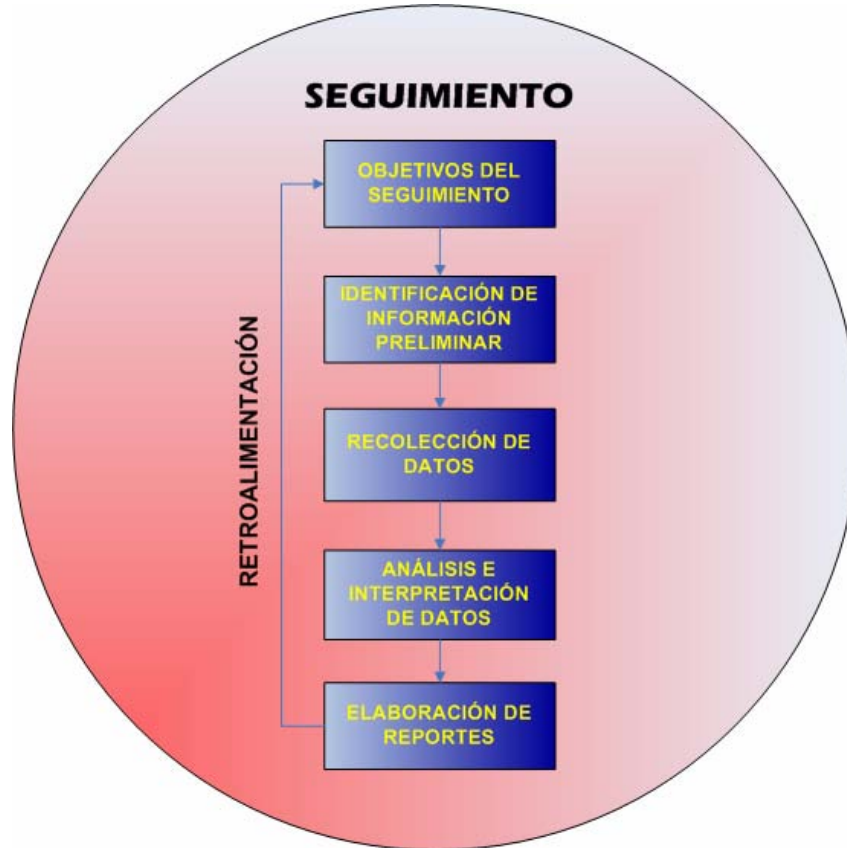 SEGUIMIENTO
OBJETIVOS DEL
SEGUIMIENTO
IDENTIFICACIÓN DE
INFORMACIÓN
PRELIMINAR
RECOLECCIÓN DE
DATOS
ANÁLISIS E
INTERPRETACIÓN
DE DATOS
ELABORACIÓN DE
REPORTES
RETROALIMENTACIÓN